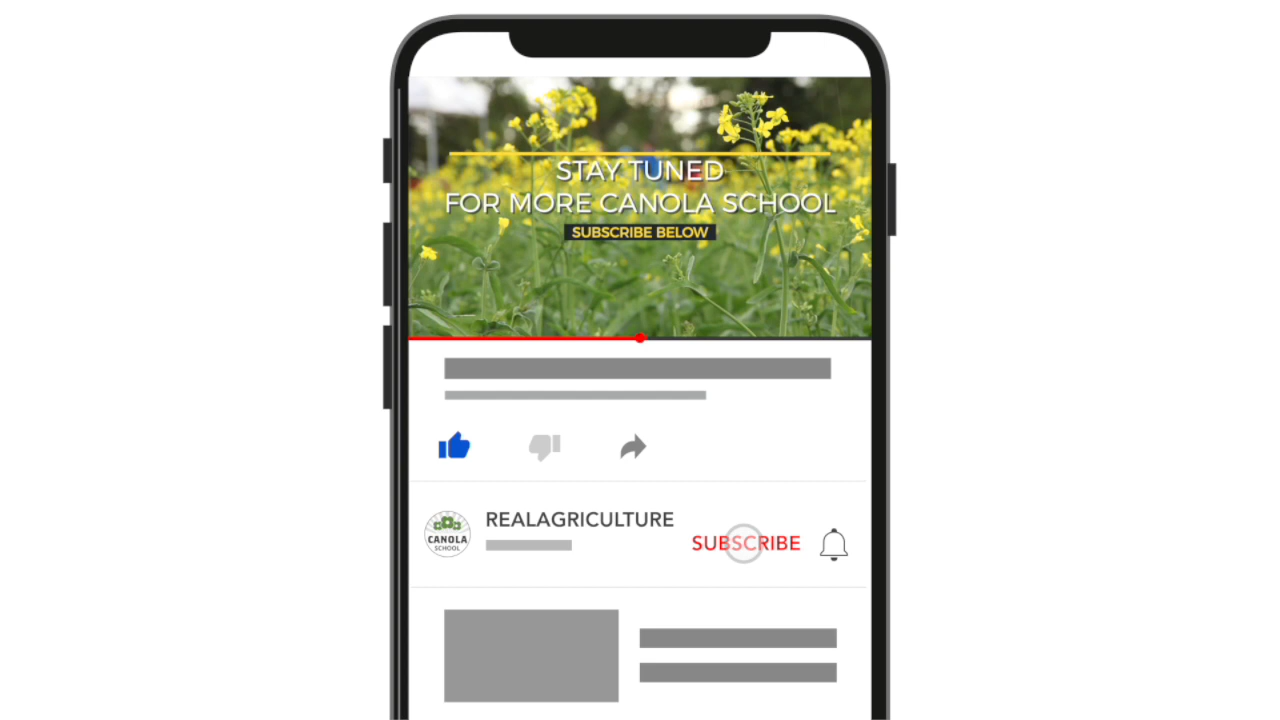 STAY TUNED
FOR MORE CANOLA SCHOOL
SUBSCRIBE BELOW
REALAGRICULTURE
CANOLA
SCHOOL
SUBSCRIBE